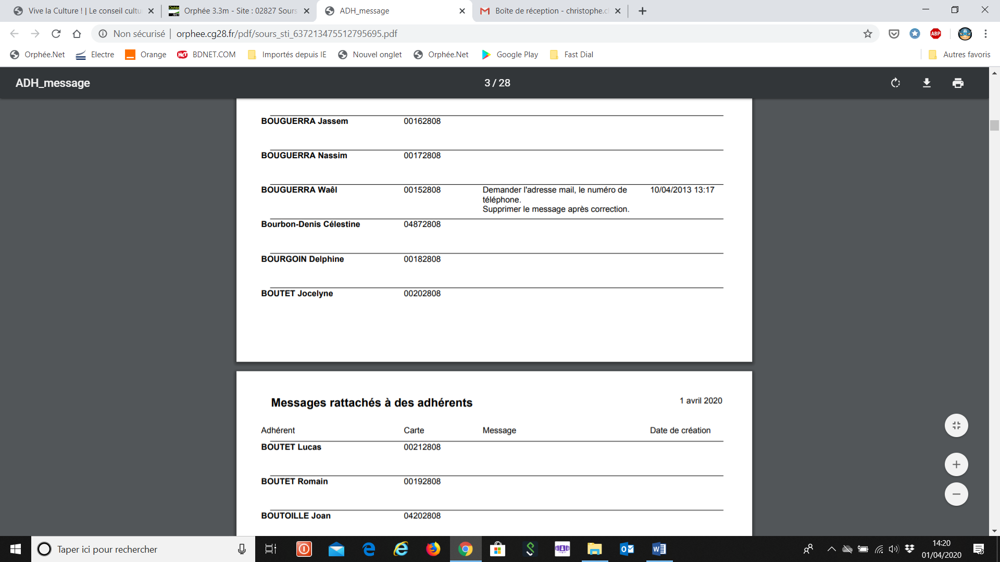 Vive la Culture ! | Le conseil cultu
Orphée 3.3m - Site : 02827 Sours
ADH_message
Boîte de réception - christophe.cl
Non sécurisé | orphee.cg28.fr/pdf/sours_sti_637213475512795695.pdf
ABP
Orphée.Net
Electre
Orange
BDNET.COM
Importés depuis IE
Nouvel onglet
Orphée.Net
Google Play
Fast Dial
Autres favoris
ADH_message
3 / 28
BOUGUERRA Jassem 00162808
BOUGUERRA Nassim 00172808
BOUGUERRA Waêl 00152808 Demander l'adresse mail, le numéro de 10/04/2013 13:17
téléphone.
Supprimer le message après correction.
Bourbon-Denis Célestine 04872808
BOURGOIN Delphine 00182808
BOUTET Jocelyne 00202808
Messages rattachés à des adhérents 1 avril 2020
Adhérent Carte Message Date de création
BOUTET Lucas 00212808
BOUTET Romain 00192808
BOUTOILLE Joan 04202808
Taper ici pour rechercher
14:20
01/04/2020